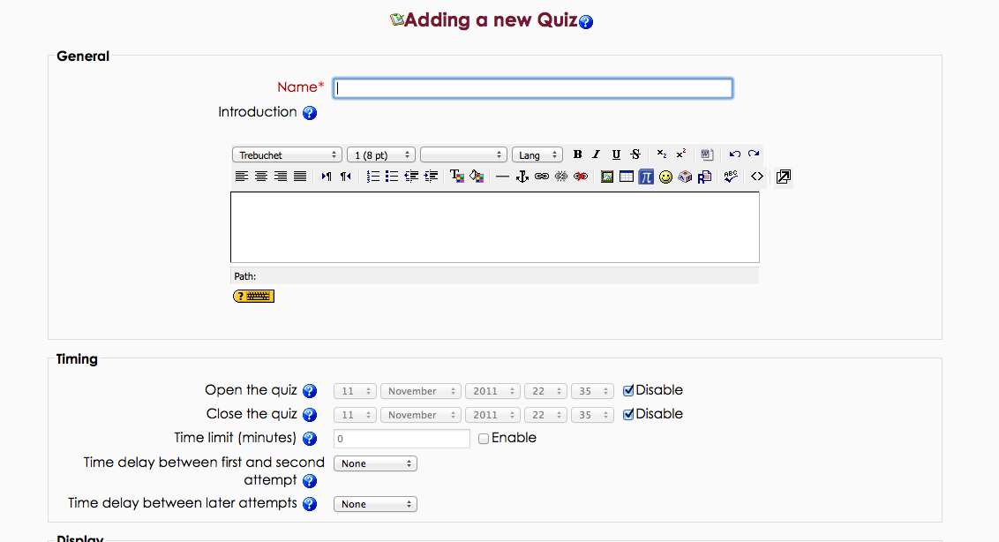 Adding a new Quiz
General
Name*
Introduction
Trebuchet 1 (8 pt) Lang B I U S x₂ x²
Path:
Timing
Open the quiz 11 November 2011 22 35 Disable
Close the quiz 11 November 2011 22 35 Disable
Time limit (minutes) 0 Enable
Time delay between first and second None
attempt
Time delay between later attempts None
Display